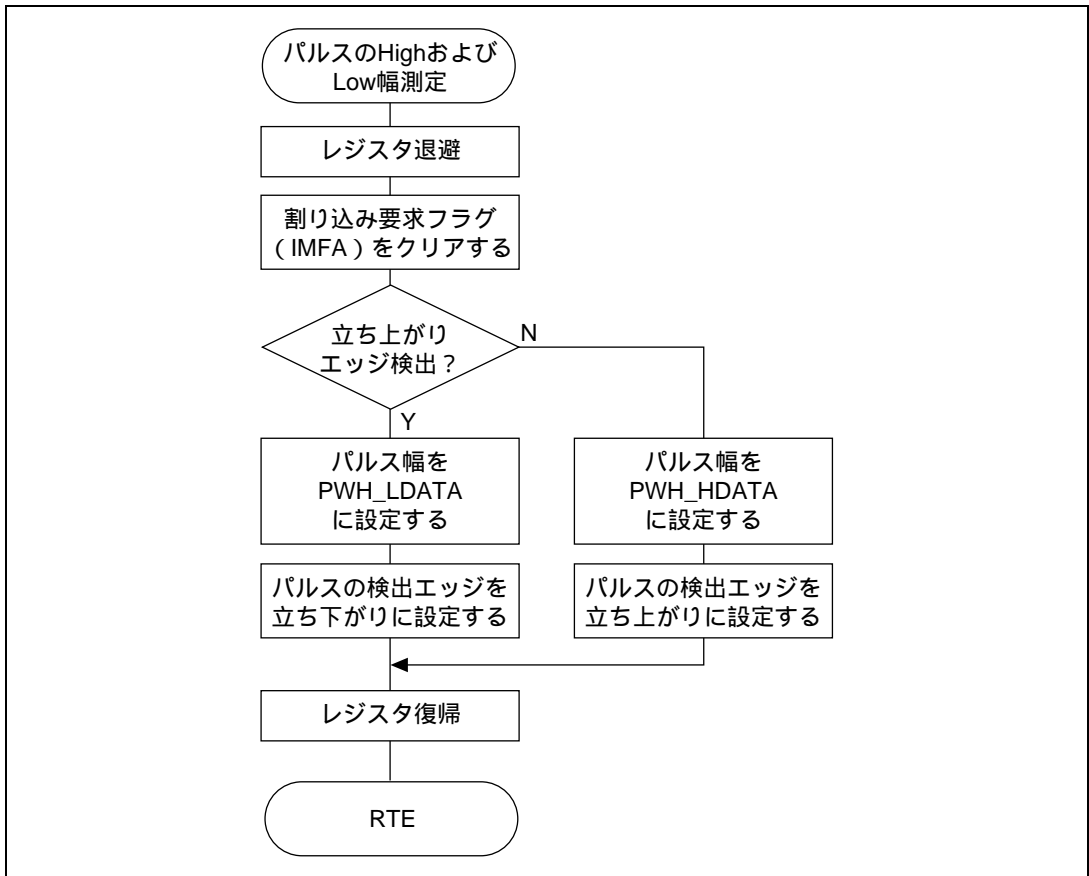 パルスのHighおよび
Low幅測定
レジスタ退避
割り込み要求フラグ
（IMFA）をクリアする
立ち上がり
エッジ検出？
N
Y
パルス幅を
PWH_LDATA
に設定する
パルス幅を
PWH_HDATA
に設定する
パルスの検出エッジを
立ち下がりに設定する
パルスの検出エッジを
立ち上がりに設定する
レジスタ復帰
RTE